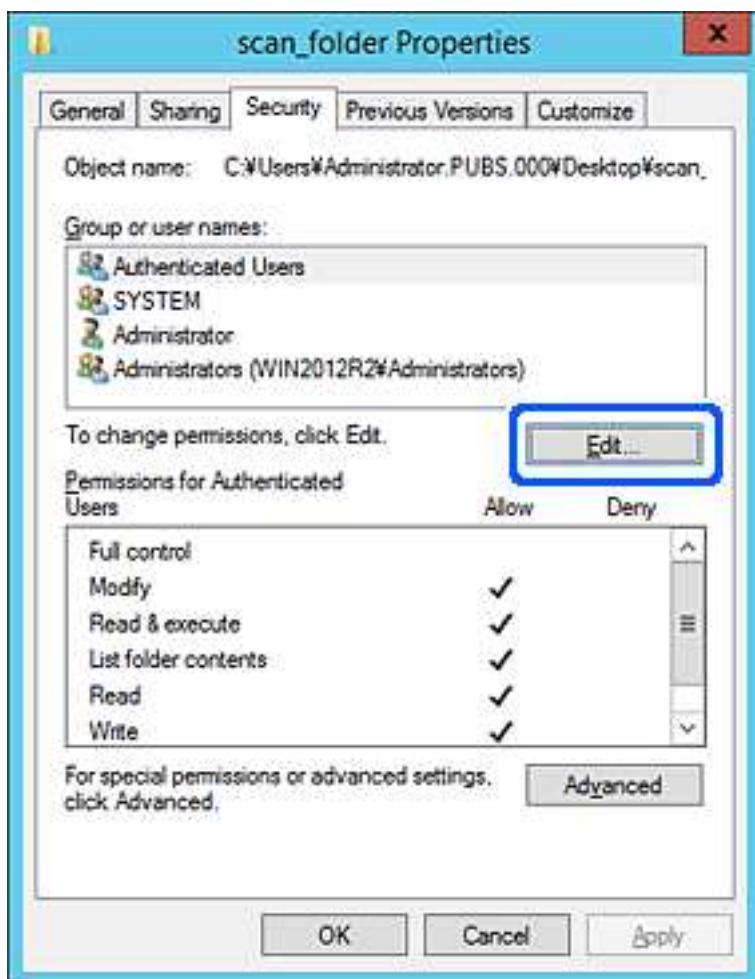 scan_folder Properties
General Sharing Security Previous Versions Customize
Object name: C:¥Users¥Administrator.PUBS.000¥Desktop¥scan_
Group or user names:
Authenticated Users
SYSTEM
Administrator
Administrators (WIN2012R2¥Administrators)
To change permissions, click Edit.
Edit...
Permissions for Authenticated
Users Allow Deny
Full control
Modify
Read & execute
List folder contents
Read
Write
For special permissions or advanced settings,
click Advanced.
Advanced
OK Cancel Apply